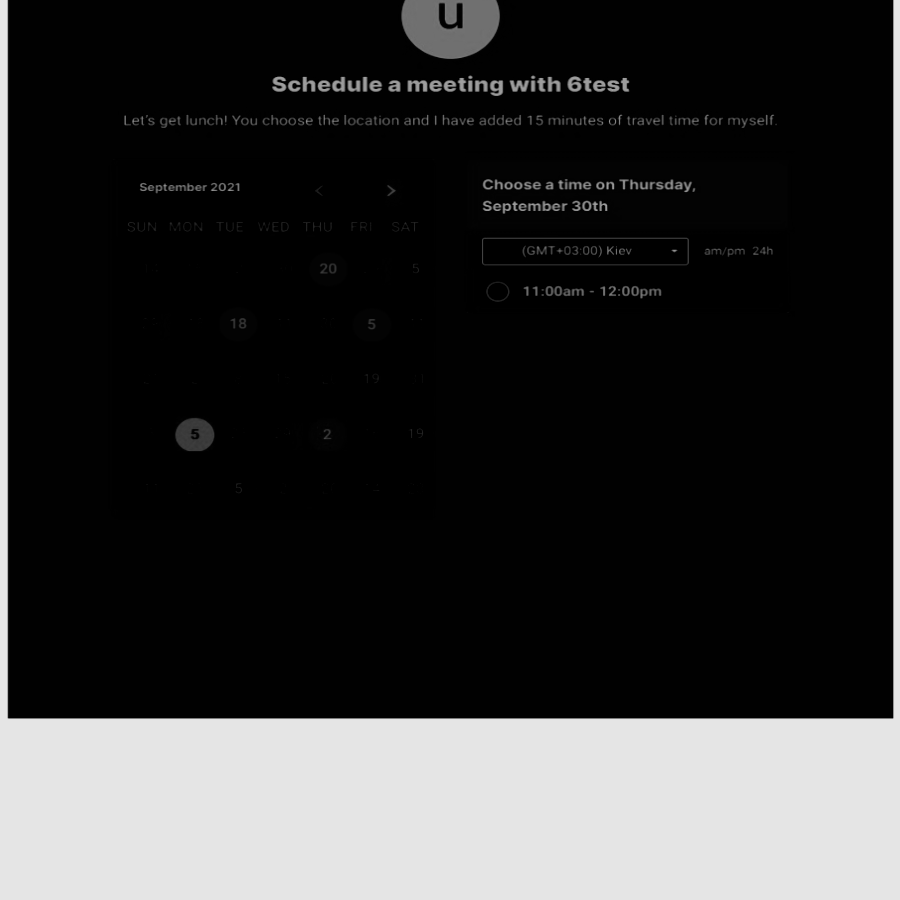 u
Schedule a meeting with 6test
Let's get lunch! You choose the location and I have added 15 minutes of travel time for myself.
September 2021
SUN MON TUE WED THU FRI SAT
20 5
18 5
19
5 2 19
5
Choose a time on Thursday,
September 30th
(GMT+03:00) Kiev am/pm 24h
11:00am - 12:00pm